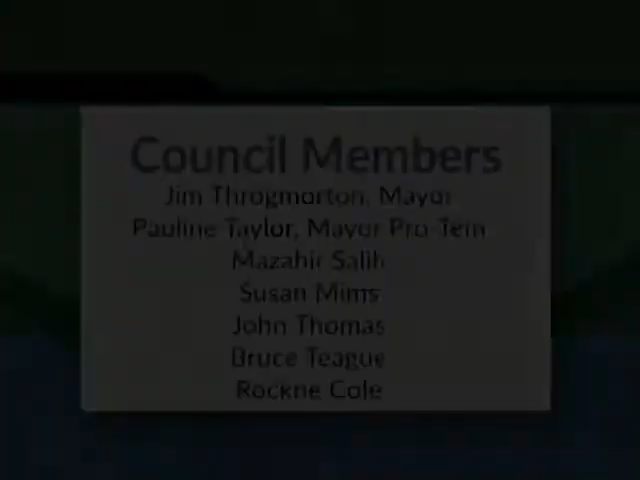 Council Members
Jim Throgmorton, Mayor
Pauline Taylor, Mayor Pro-Tem
Mazahir Salih
Susan Mims
John Thomas
Bruce Teague
Rockne Cole